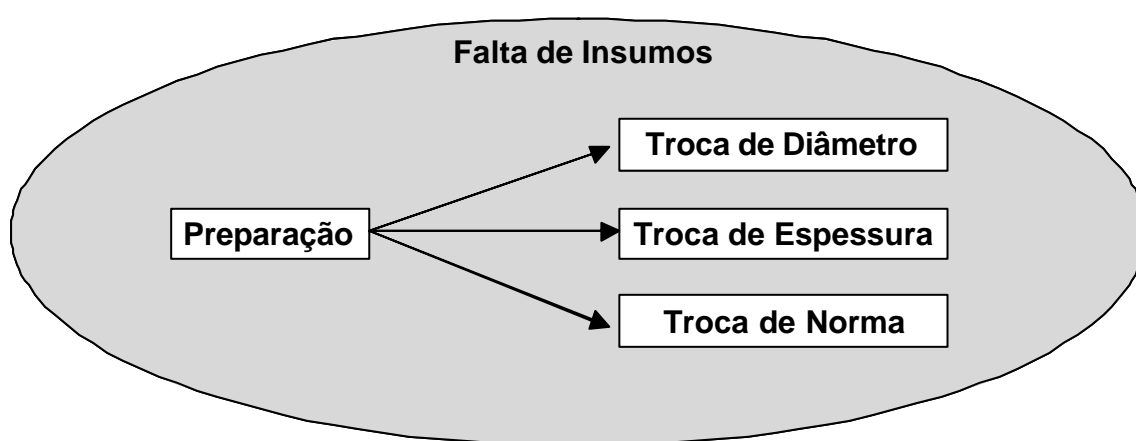 Falta de Insumos
Troca de Diâmetro
Preparação
Troca de Espessura
Troca de Norma